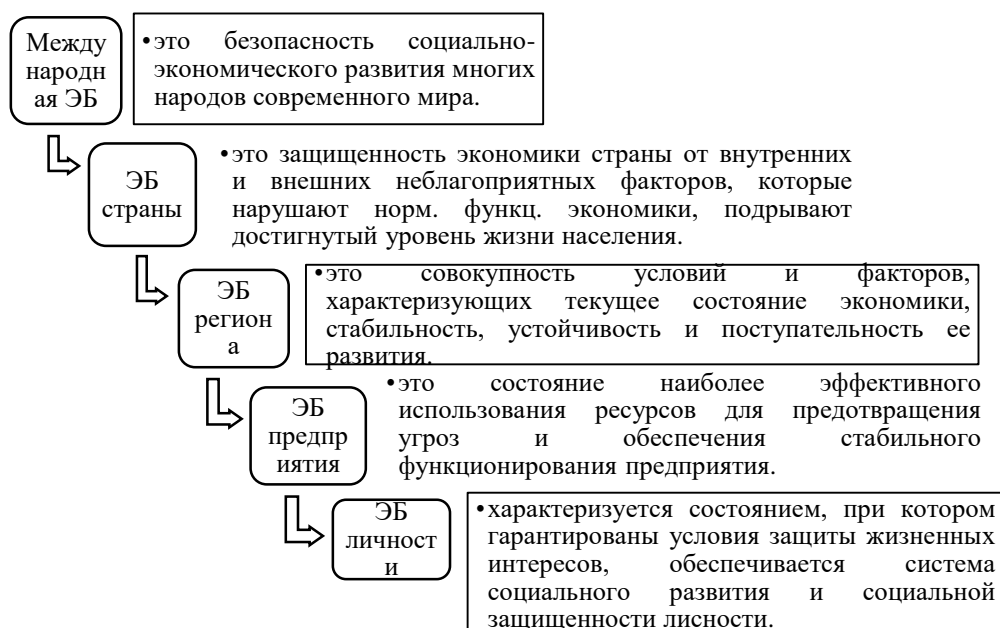 Между
народн
ая ЭБ
•это безопасность социально-
экономического развития многих
народов современного мира.
ЭБ
страны
•это защищенность экономики страны от внутренних
и внешних неблагоприятных факторов, которые
нарушают норм. функц. экономики, подрывают
достигнутый уровень жизни населения.
ЭБ
регион
а
•это совокупность условий и факторов,
характеризующих текущее состояние экономики,
стабильность, устойчивость и поступательность ее
развития.
ЭБ
предпр
иятия
•это состояние наиболее эффективного
использования ресурсов для предотвращения
угроз и обеспечения стабильного
функционирования предприятия.
ЭБ
личност
и
•характеризуется состоянием, при котором
гарантированы условия защиты жизненных
интересов, обеспечивается система
социального развития и социальной
защищенности лисности.